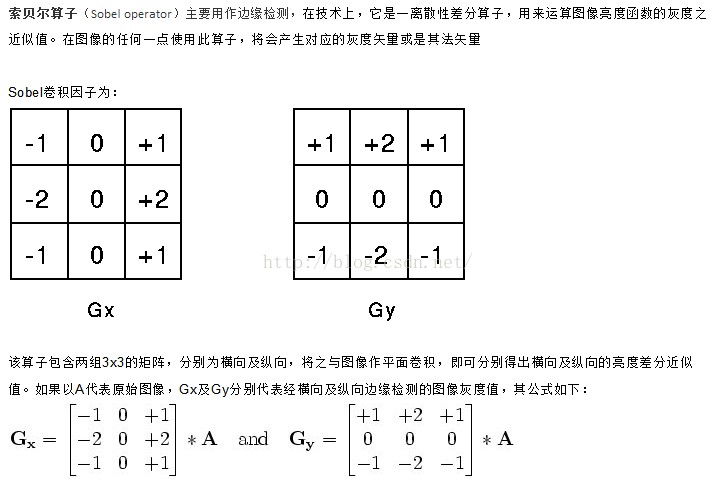 索贝尔算子（Sobel operator）主要用作边缘检测，在技术上，它是一离散性差分算子，用来运算图像亮度函数的灰度之
近似值。在图像的任何一点使用此算子，将会产生对应的灰度矢量或是其法矢量
Sobel卷积因子为：
-1 0 +1 +1 +2 +1
-2 0 +2 0 0 0
-1 0 +1 -1 -2 -1
http://blog.csdn.net/
Gx Gy
该算子包含两组3x3的矩阵，分别为横向及纵向，将之与图像作平面卷积，即可分别得出横向及纵向的亮度差分近似
值。如果以A代表原始图像，Gx及Gy分别代表经横向及纵向边缘检测的图像灰度值，其公式如下：
−1 0 +1 +1 +2 +1
Gx = −2 0 +2 * A and Gy = 0 0 0 * A
−1 0 +1 −1 −2 −1